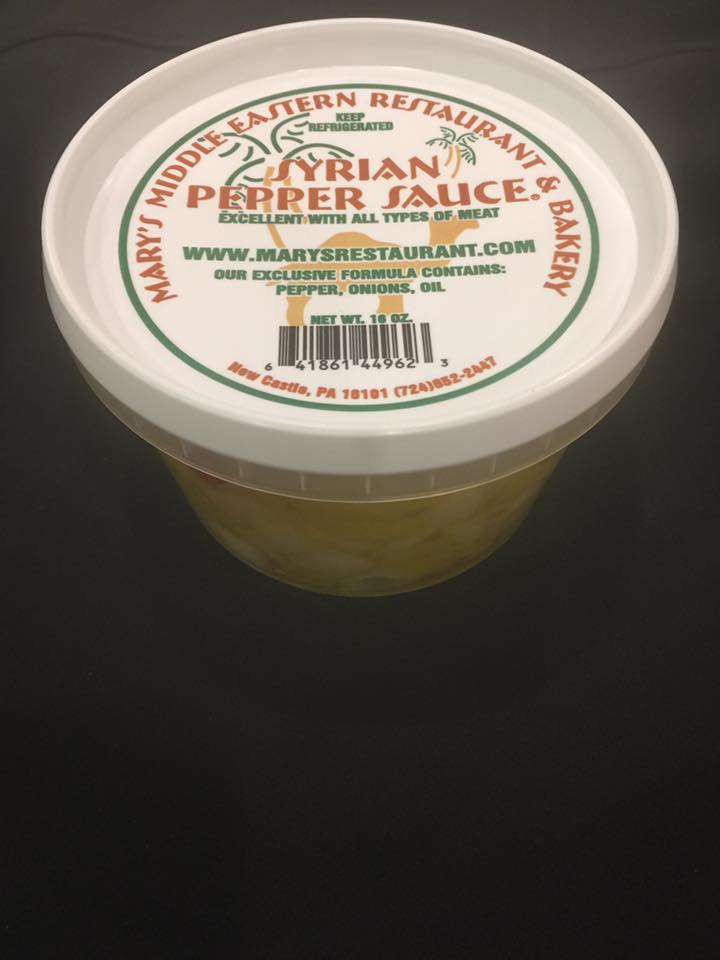 MARY'S MIDDLE EASTERN RESTAURANT & BAKERY
KEEP
REFRIGERATED
SYRIAN
PEPPER SAUCE®
EXCELLENT WITH ALL TYPES OF MEAT
WWW.MARYSRESTAURANT.COM
OUR EXCLUSIVE FORMULA CONTAINS:
PEPPER, ONIONS, OIL
NET WT. 16 OZ.
6 41861 44962 3
New Castle, PA 16101 (724)652-2447